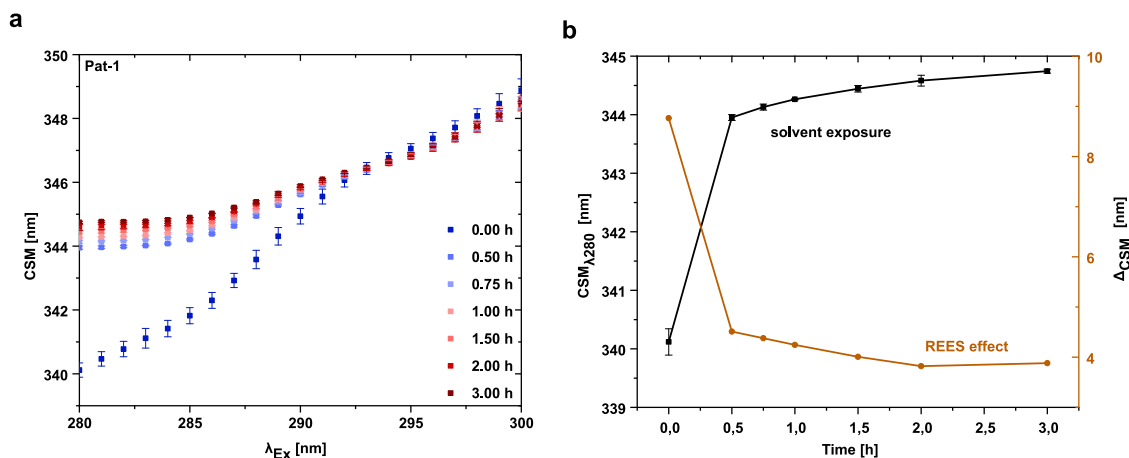 a
Pat-1
350
348
346
344
342
340
CSM [nm]
280
285
290
295
300
λEx [nm]
0.00 h
0.50 h
0.75 h
1.00 h
1.50 h
2.00 h
3.00 h
b
345
344
343
342
341
340
339
CSMλ280 [nm]
solvent exposure
REES effect
10
8
6
4
ΔCSM [nm]
0,0
0,5
1,0
1,5
2,0
2,5
3,0
Time [h]